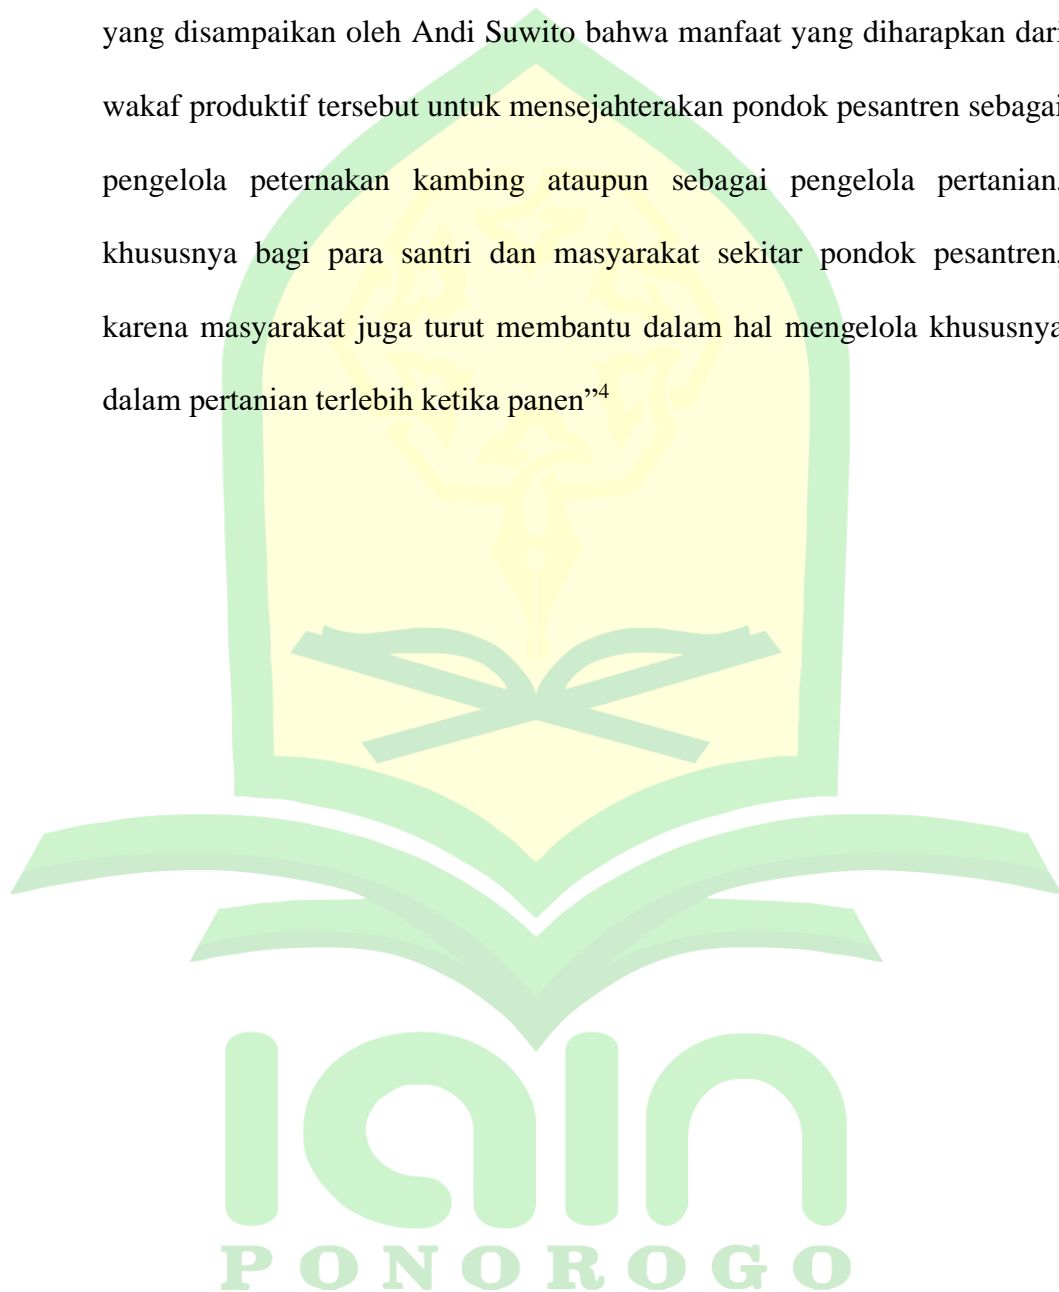 yang disampaikan oleh Andi Suwito bahwa manfaat yang diharapkan dari
wakaf produktif tersebut untuk mensejahterakan pondok pesantren sebagai
pengelola peternakan kambing ataupun sebagai pengelola pertanian,
khususnya bagi para santri dan masyarakat sekitar pondok pesantren,
karena masyarakat juga turut membantu dalam hal mengelola khususnya
dalam pertanian terlebih ketika panen”⁴
iain
PONOROGO